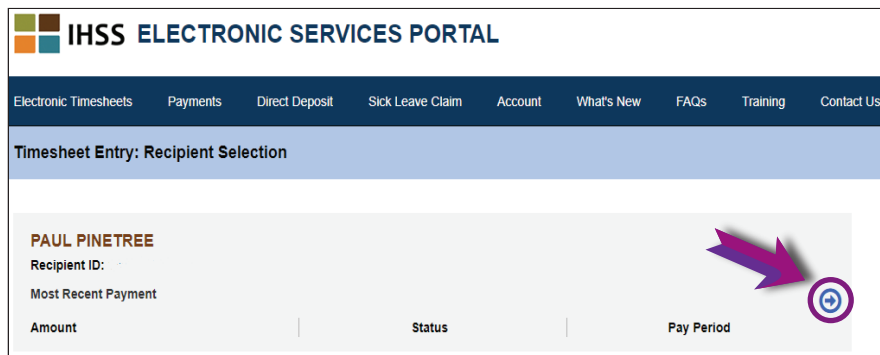 IHSS ELECTRONIC SERVICES PORTAL
Electronic Timesheets Payments Direct Deposit Sick Leave Claim Account What's New FAQs Training Contact Us
Timesheet Entry: Recipient Selection
PAUL PINETREE
Recipient ID:
Most Recent Payment
Amount Status Pay Period